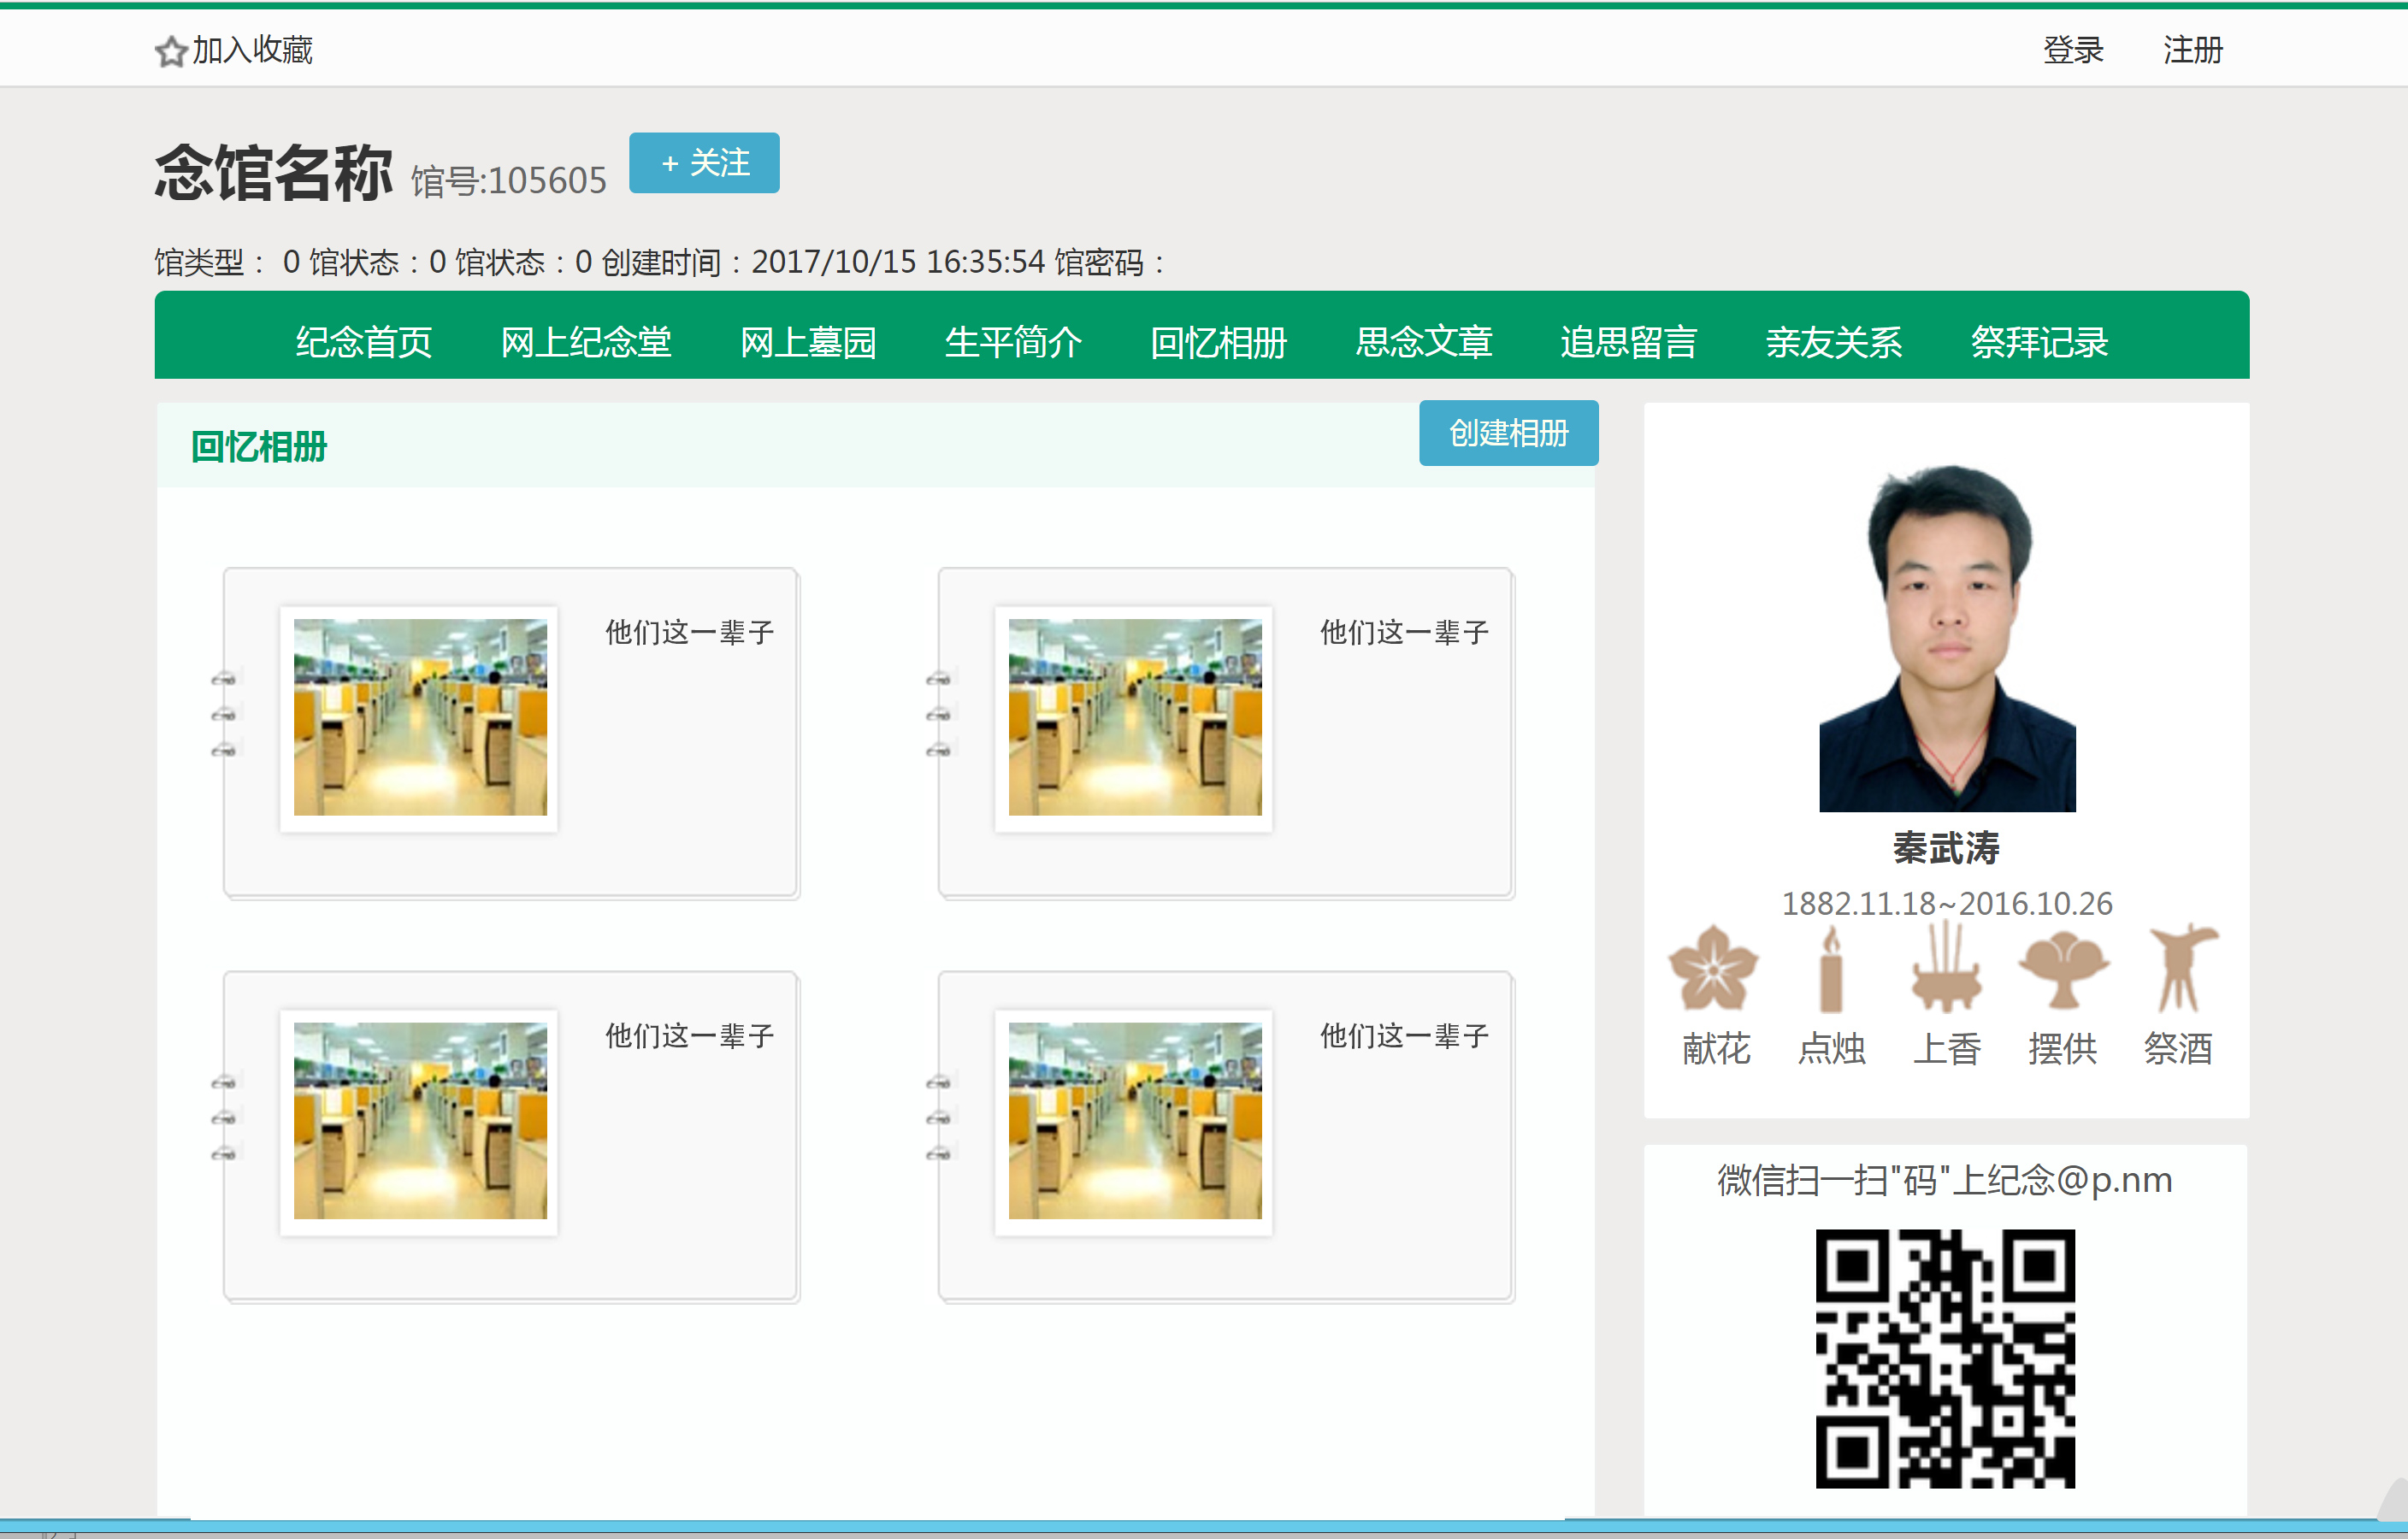 加入收藏 登录 注册
念馆名称 馆号:105605 + 关注
馆类型： 0 馆状态：0 馆状态：0 创建时间：2017/10/15 16:35:54 馆密码：
纪念首页 网上纪念堂 网上墓园 生平简介 回忆相册 思念文章 追思留言 亲友关系 祭拜记录
回忆相册 创建相册
他们这一辈子 他们这一辈子
他们这一辈子 他们这一辈子
秦武涛
1882.11.18~2016.10.26
献花 点烛 上香 摆供 祭酒
微信扫一扫"码"上纪念@p.nm